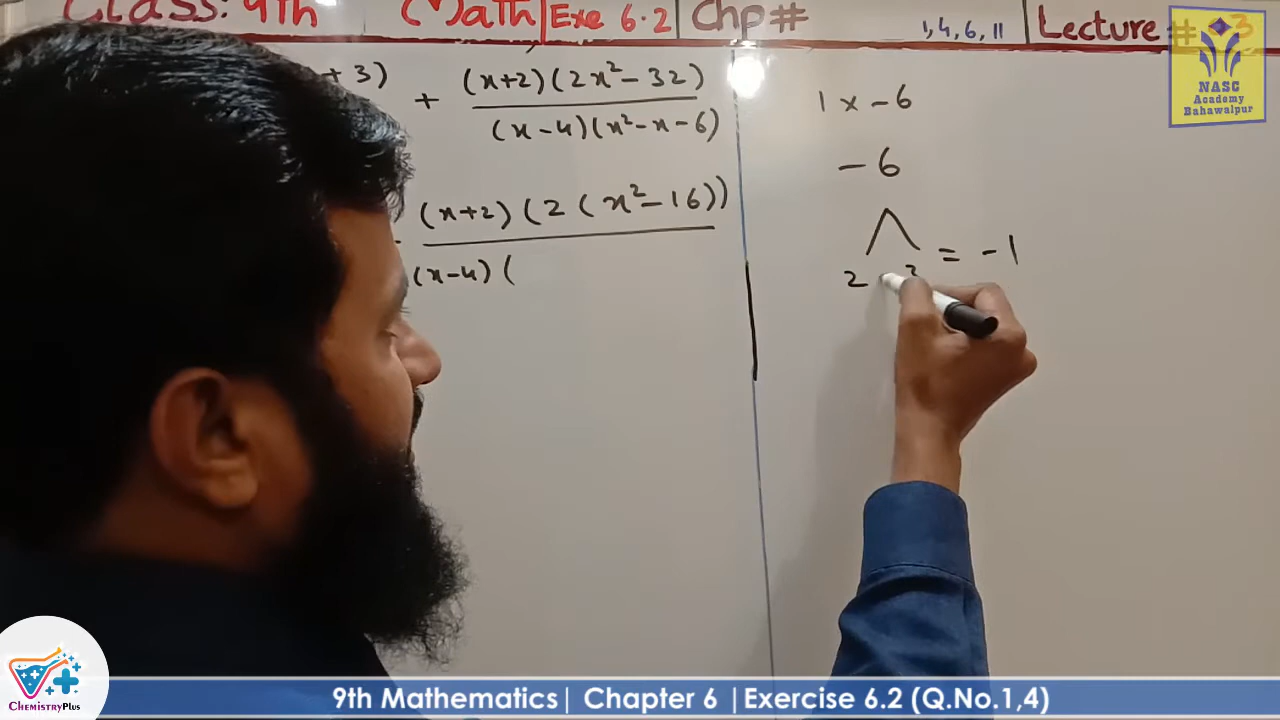 Class: 9th Math Exe 6.2 Chp # 1,4,6,11 Lecture # 3
NASC
Academy
Bahawalpur
+ 3) + (x+2)(2x²-32)
(x-4)(x²-x-6)
(x+2)(2(x²-16))
(x-4)(
1 x -6
-6
= -1
2 3
ChemistryPlus
9th Mathematics| Chapter 6 |Exercise 6.2 (Q.No.1,4)